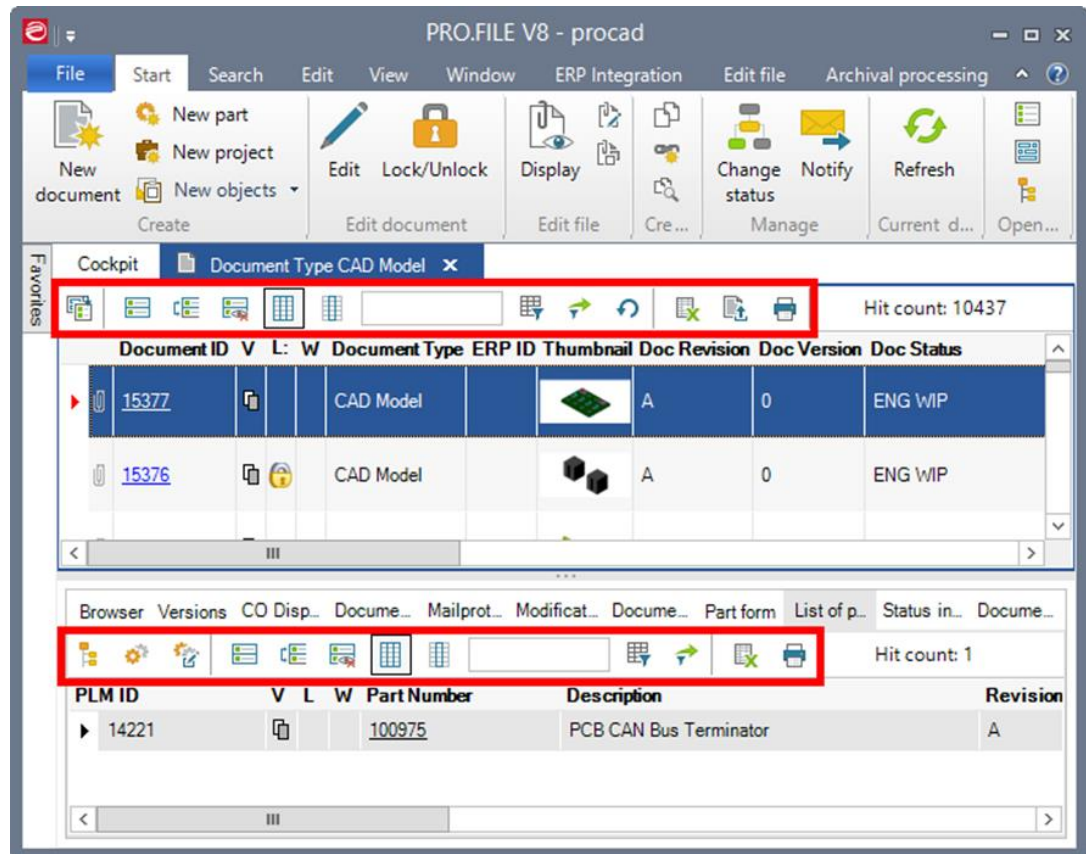 PRO.FILE V8 - procad
File Start Search Edit View Window ERP Integration Edit file Archival processing
New document
New part
New project
New objects
Create
Edit Lock/Unlock
Edit document
Display
Edit file
Cre...
Change status
Notify
Manage
Refresh
Current d...
Open...
Favorites
Cockpit Document Type CAD Model
Hit count: 10437
Document ID V L: W Document Type ERP ID Thumbnail Doc Revision Doc Version Doc Status
15377 CAD Model A 0 ENG WIP
15376 CAD Model A 0 ENG WIP
Browser Versions CO Disp... Docume... Mailprot... Modificat... Docume... Part form List of p... Status in... Docume...
Hit count: 1
PLM ID V L W Part Number Description Revision
14221 100975 PCB CAN Bus Terminator A